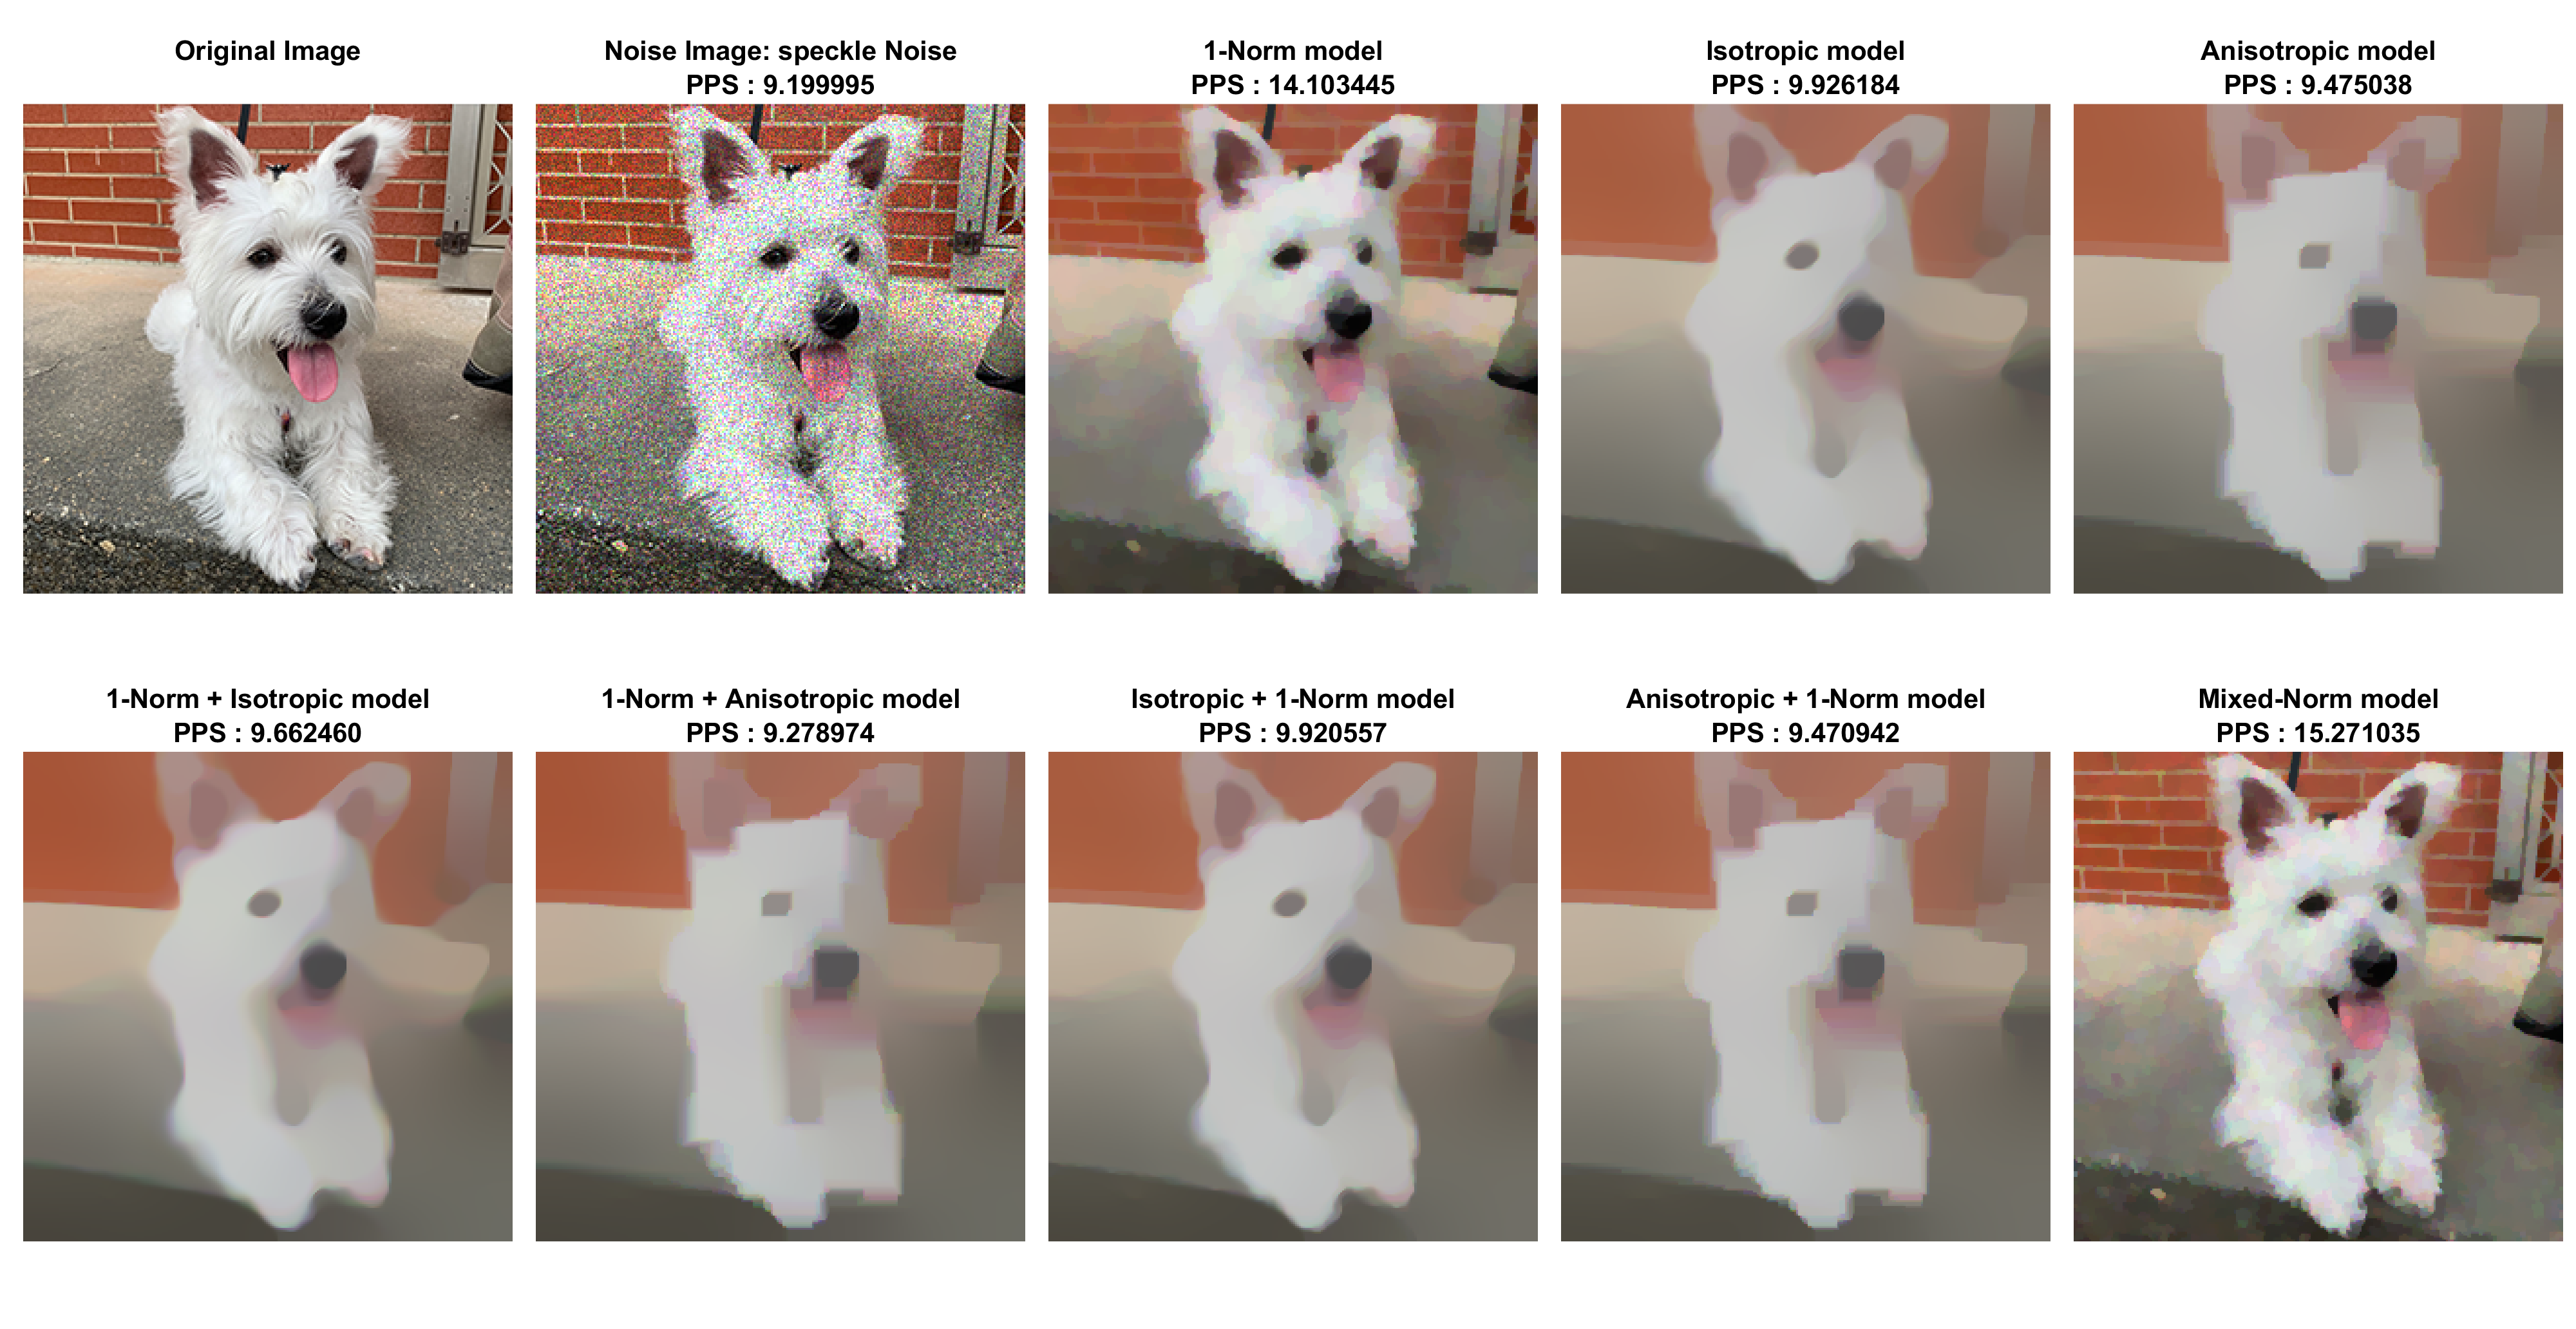 Original Image
Noise Image: speckle Noise
PPS : 9.199995
1-Norm model
PPS : 14.103445
Isotropic model
PPS : 9.926184
Anisotropic model
PPS : 9.475038
1-Norm + Isotropic model
PPS : 9.662460
1-Norm + Anisotropic model
PPS : 9.278974
Isotropic + 1-Norm model
PPS : 9.920557
Anisotropic + 1-Norm model
PPS : 9.470942
Mixed-Norm model
PPS : 15.271035